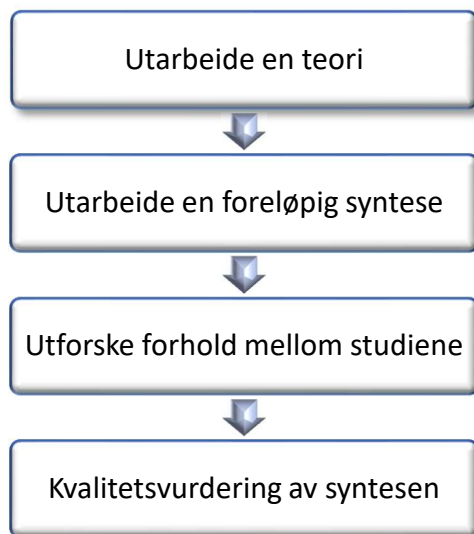 Utarbeide en teori
Utarbeide en foreløpig syntese
Utforske forhold mellom studiene
Kvalitetsvurdering av syntesen